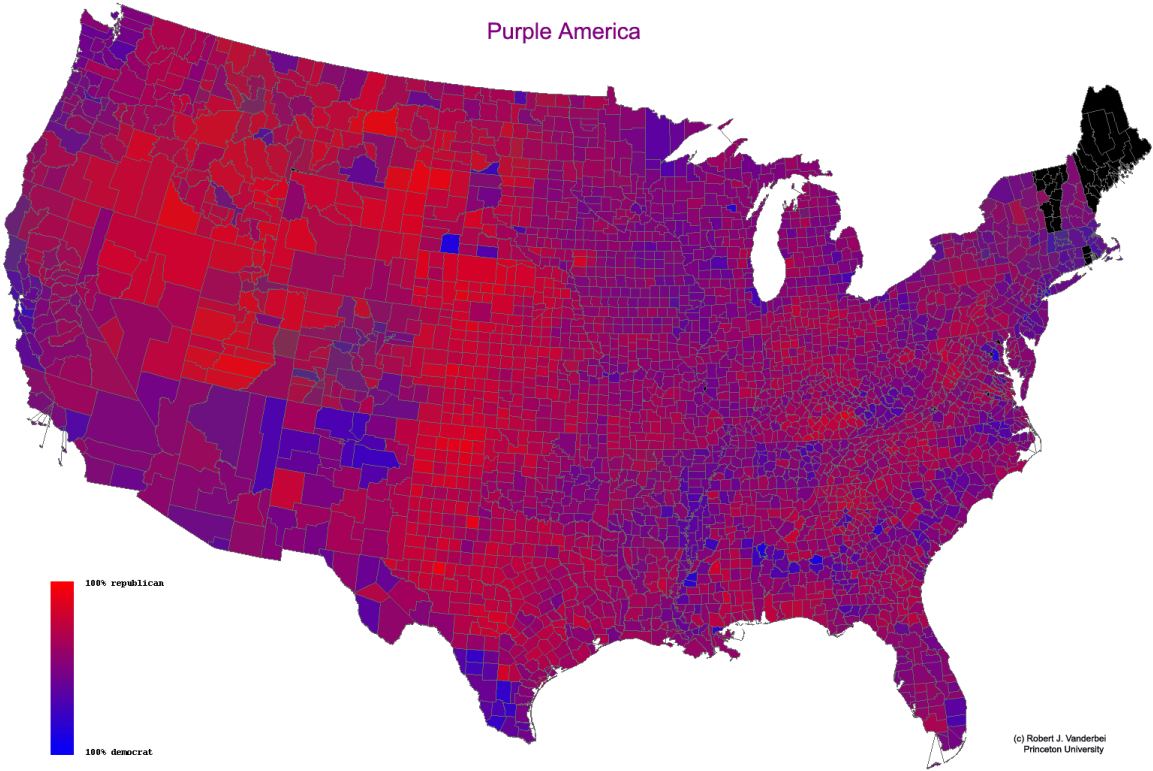 Purple America
100% republican
100% democrat
(c) Robert J. Vanderbei
Princeton University